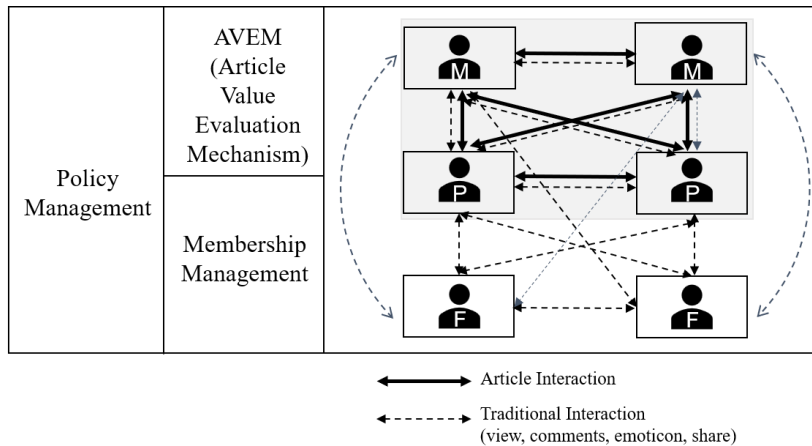 Policy
Management
AVEM
(Article
Value
Evaluation
Mechanism)
Membership
Management
M
M
P
P
F
F
Article Interaction
Traditional Interaction
(view, comments, emoticon, share)